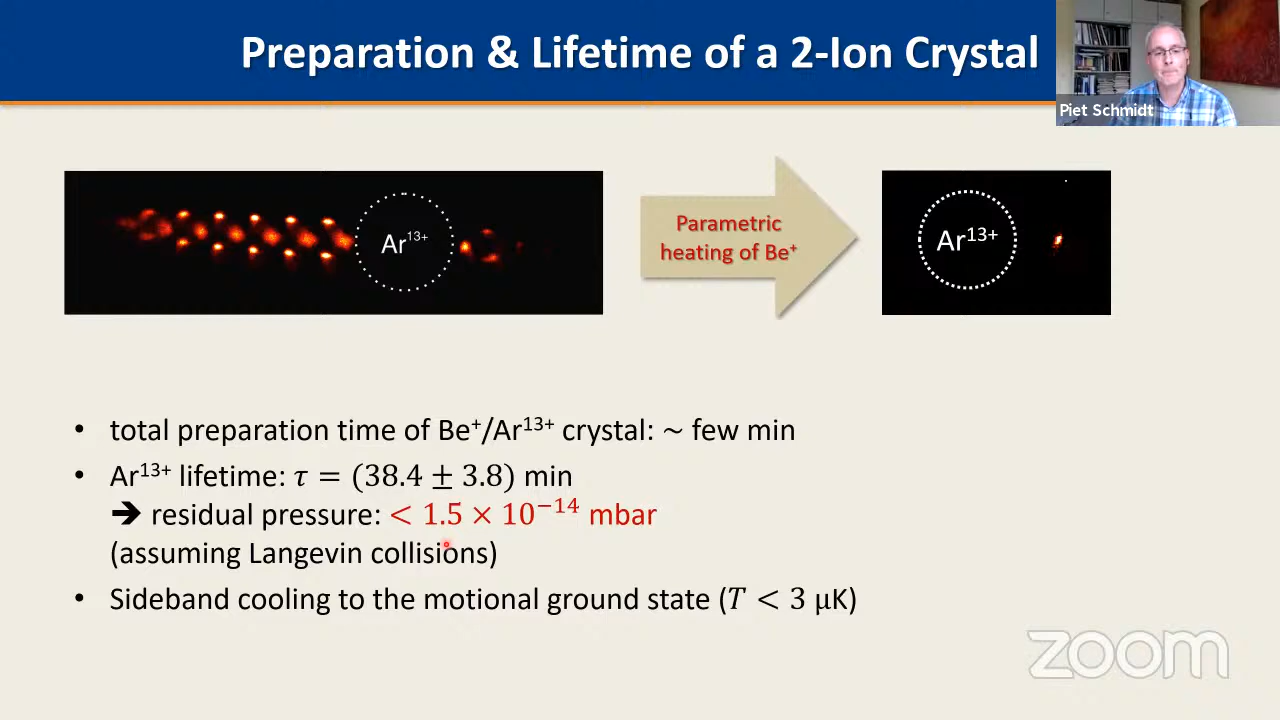 Preparation & Lifetime of a 2-Ion Crystal
Piet Schmidt
Ar¹³⁺
Parametric
heating of Be⁺
Ar¹³⁺
• total preparation time of Be⁺/Ar¹³⁺ crystal: ~ few min
• Ar¹³⁺ lifetime: τ = (38.4 ± 3.8) min
➔ residual pressure: < 1.5 × 10⁻¹⁴ mbar
(assuming Langevin collisions)
• Sideband cooling to the motional ground state (T < 3 µK)
zoom